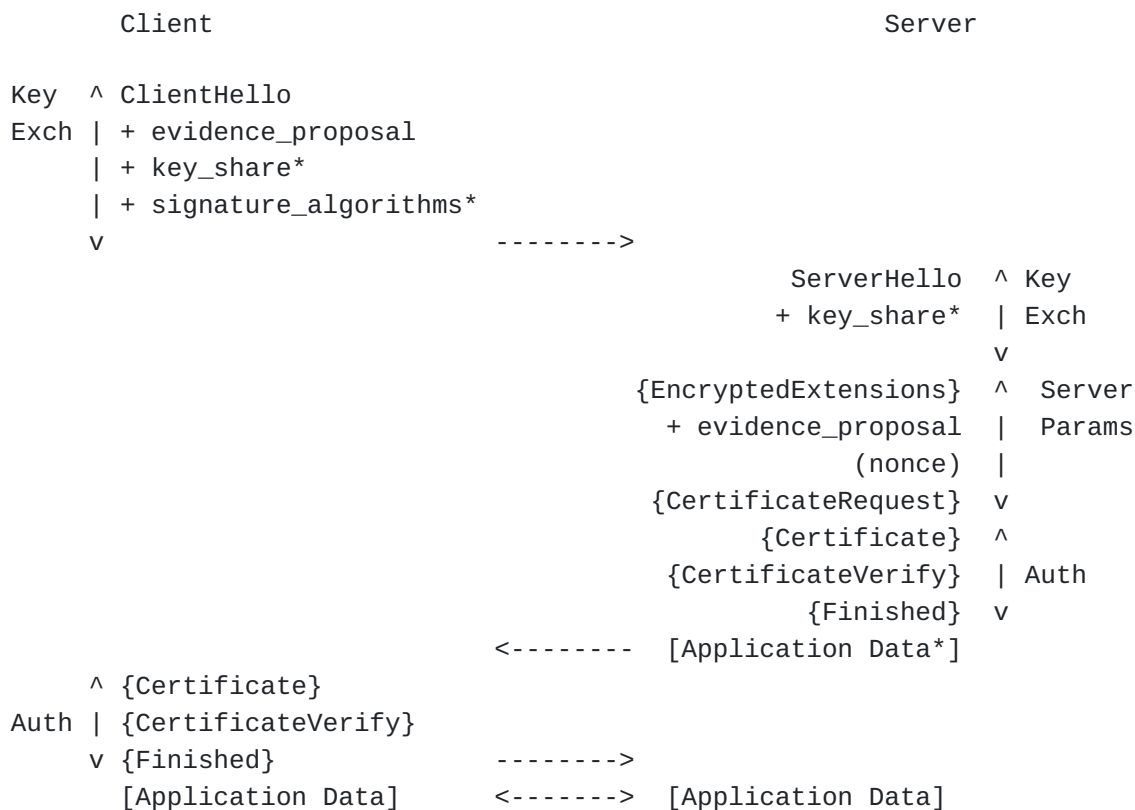 Client                                           Server

Key  ^ ClientHello
Exch | + evidence_proposal
     | + key_share*
     | + signature_algorithms*
     v                         -------->
                                                  ServerHello  ^ Key
                                                 + key_share*  | Exch
                                                               v
                                        {EncryptedExtensions}  ^  Server
                                          + evidence_proposal  |  Params
                                                      (nonce)  |
                                         {CertificateRequest}  v
                                                {Certificate}  ^
                                          {CertificateVerify}  | Auth
                                                   {Finished}  v
                               <--------  [Application Data*]
     ^ {Certificate}
Auth | {CertificateVerify}
     v {Finished}              -------->
       [Application Data]      <------->  [Application Data]